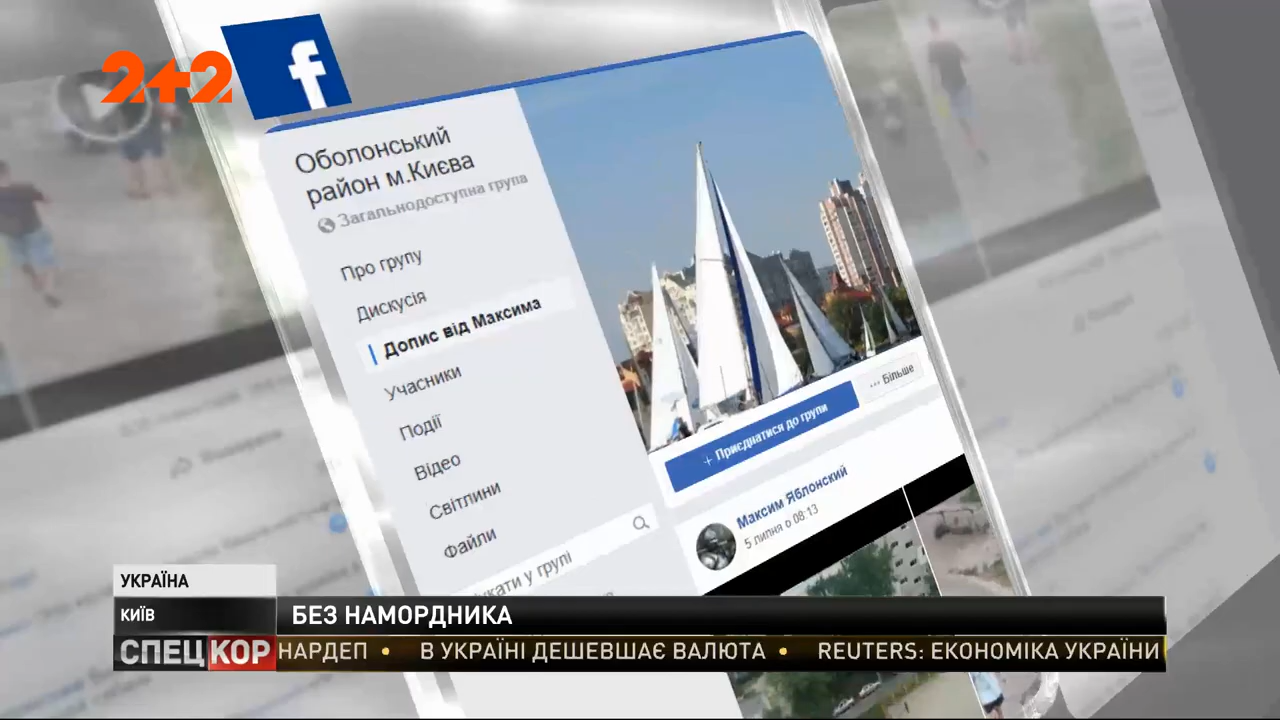 2+2
f
Оболонський
район м.Києва
Загальнодоступна група
Про групу
Дискусія
Допис від Максима
Учасники
Події
Відео
Світлини
Файли
у групі
+ Приєднатися до групи
... Більше
Максим Яблонский
5 липня о 08:13
УКРАЇНА
КИЇВ
БЕЗ НАМОРДНИКА
СПЕЦКОР
НАРДЕП • В УКРАЇНІ ДЕШЕВШАЄ ВАЛЮТА • REUTERS: ЕКОНОМІКА УКРАЇНИ